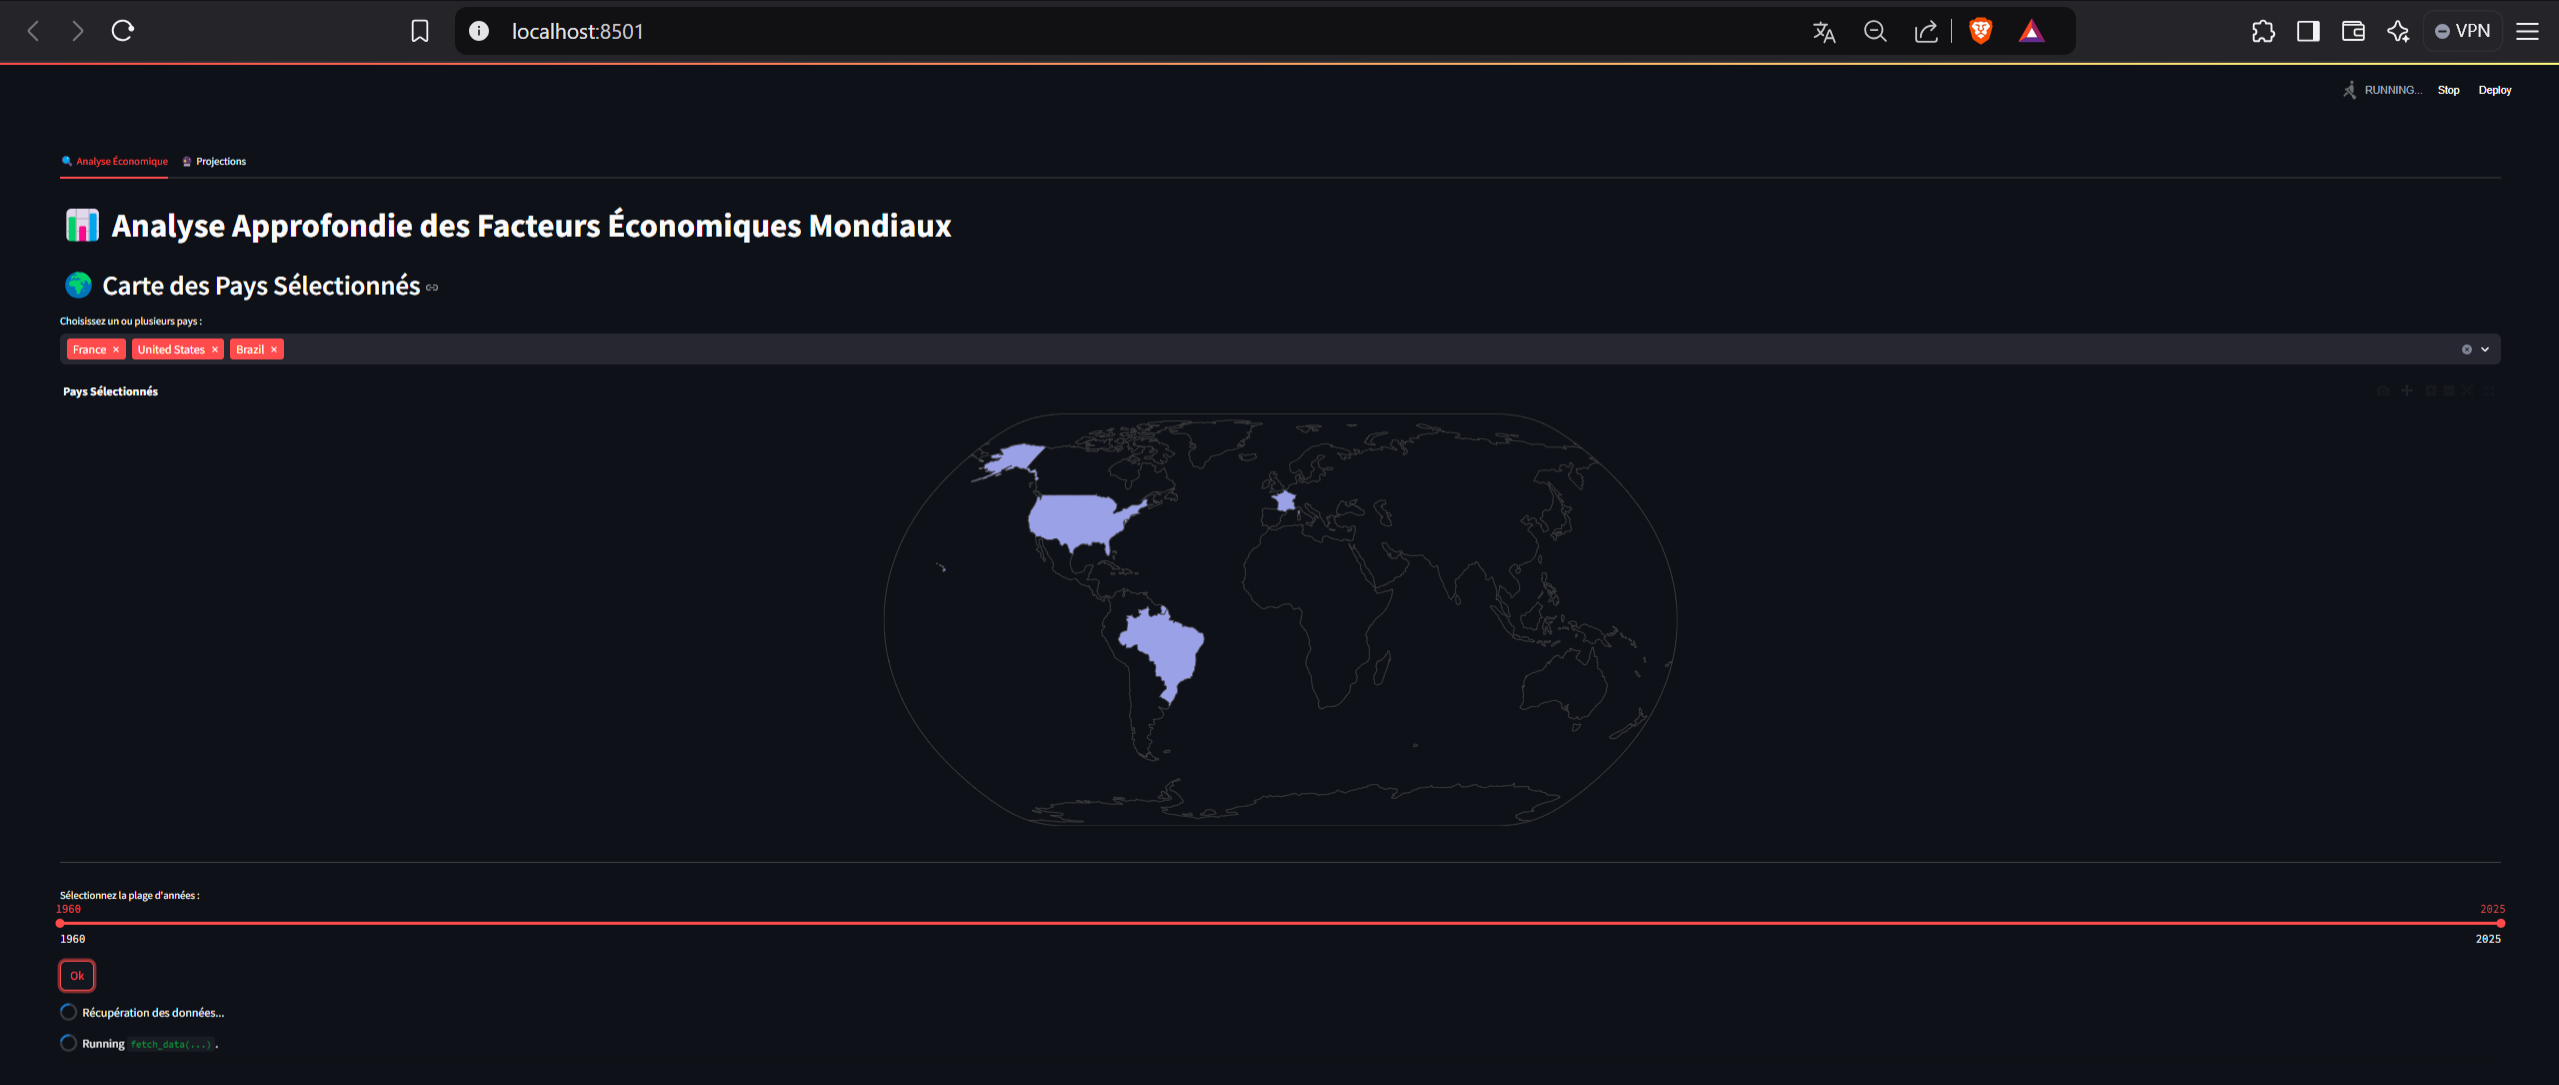 localhost:8501
VPN
RUNNING... Stop Deploy
Analyse Économique Projections
Analyse Approfondie des Facteurs Économiques Mondiaux
Carte des Pays Sélectionnés
Choisissez un ou plusieurs pays :
France × United States × Brazil ×
Pays Sélectionnés
Sélectionnez la plage d'années :
1960 2025
1960 2025
Ok
Récupération des données...
Running fetch_data(...).